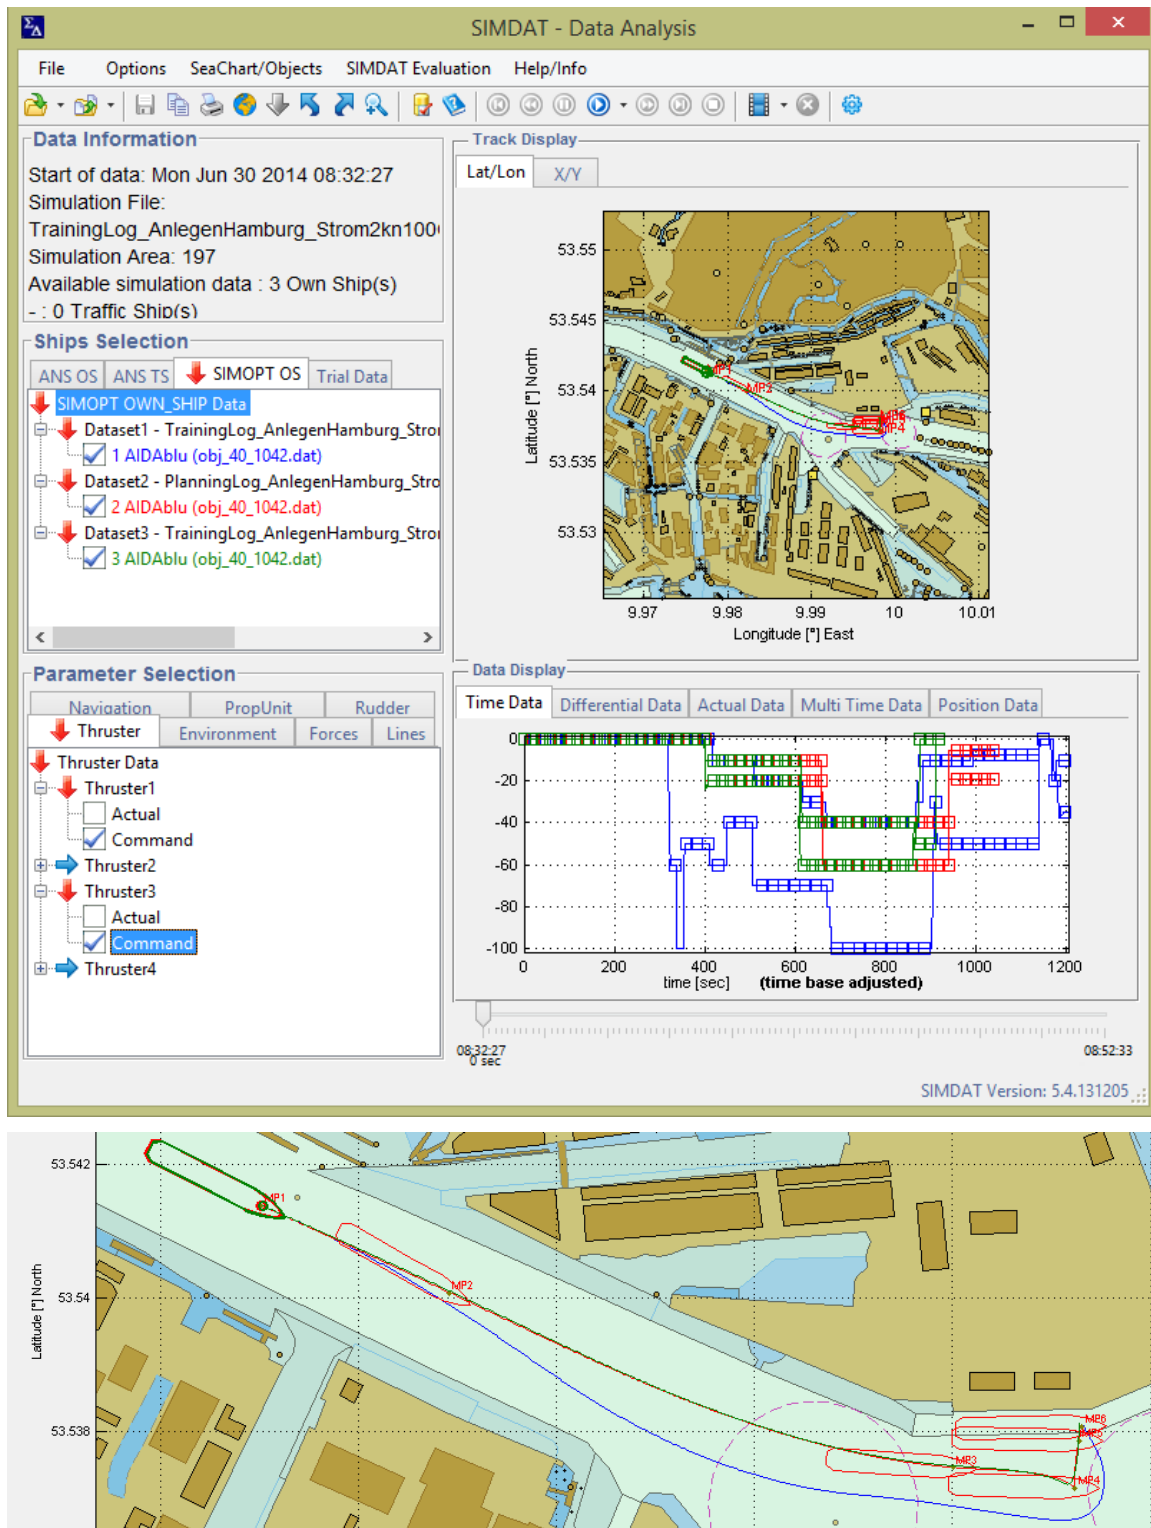 SIMDAT - Data Analysis
File Options SeaChart/Objects SIMDAT Evaluation Help/Info
Data Information
Start of data: Mon Jun 30 2014 08:32:27
Simulation File:
TrainingLog_AnlegenHamburg_Strom2kn100
Simulation Area: 197
Available simulation data : 3 Own Ship(s)
- : 0 Traffic Ship(s)
Ships Selection
ANS OS ANS TS SIMOPT OS Trial Data
SIMOPT OWN_SHIP Data
Dataset1 - TrainingLog_AnlegenHamburg_Stro
1 AIDAblu (obj_40_1042.dat)
Dataset2 - PlanningLog_AnlegenHamburg_Stro
2 AIDAblu (obj_40_1042.dat)
Dataset3 - TrainingLog_AnlegenHamburg_Stro
3 AIDAblu (obj_40_1042.dat)
Parameter Selection
Navigation PropUnit Rudder
Thruster Environment Forces Lines
Thruster Data
Thruster1
Actual
Command
Thruster2
Thruster3
Actual
Command
Thruster4
Track Display
Lat/Lon X/Y
53.55
53.545
53.54
53.535
53.53
Latitude [°] North
MP1
MP2
MP4
9.97 9.98 9.99 10 10.01
Longitude [°] East
Data Display
Time Data Differential Data Actual Data Multi Time Data Position Data
0
-20
-40
-60
-80
-100
0 200 400 600 800 1000 1200
time [sec] (time base adjusted)
08:32:27 08:52:33
0 sec
SIMDAT Version: 5.4.131205
53.542
53.54
53.538
Latitude [°] North
MP1
MP2
MP6
MP5
MP3
MP4